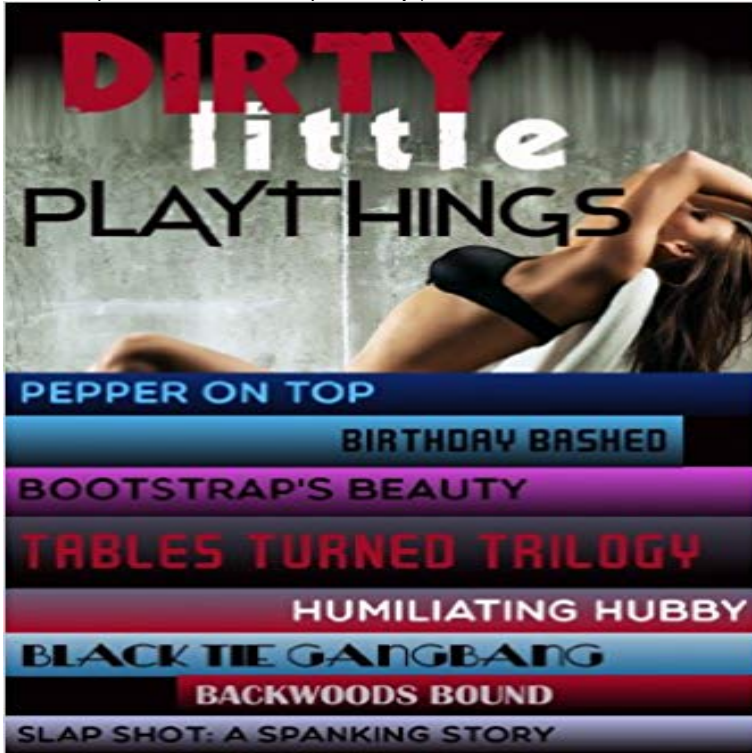 DIRTY
little
PLAYTHINGS
PEPPER ON TOP
BIRTHDAY BASHED
BOOTSTRAP'S BEAUTY
TABLES TURNED TRILOGY
HUMILIATING HUBBY
BLACK TIE GANGBANG
BACKWOODS BOUND
SLAP SHOT: A SPANKING STORY